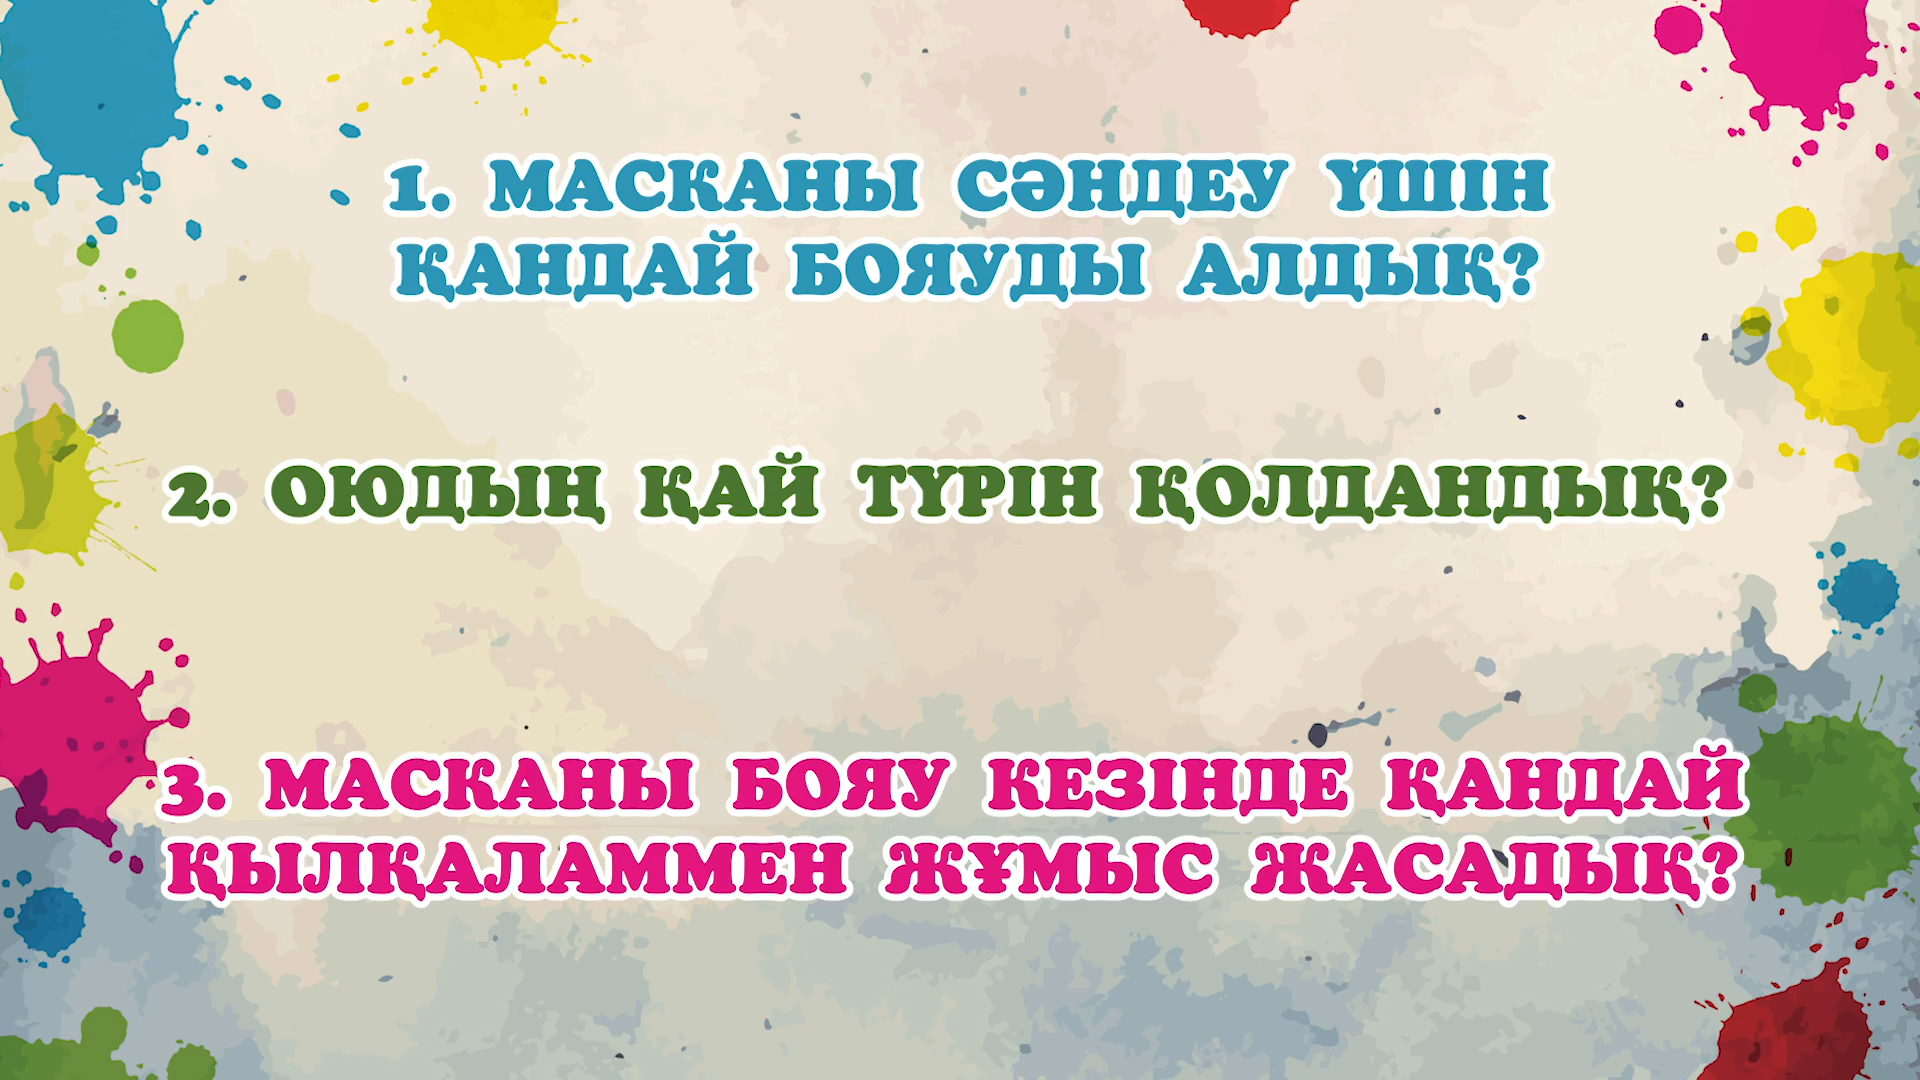 1. МАСКАНЫ СӘНДЕУ ҮШІН
ҚАНДАЙ БОЯУДЫ АЛДЫҚ?
2. ОЮДЫҢ ҚАЙ ТҮРІН ҚОЛДАНДЫҚ?
3. МАСКАНЫ БОЯУ КЕЗІНДЕ ҚАНДАЙ
ҚЫЛҚАЛАММЕН ЖҰМЫС ЖАСАДЫҚ?